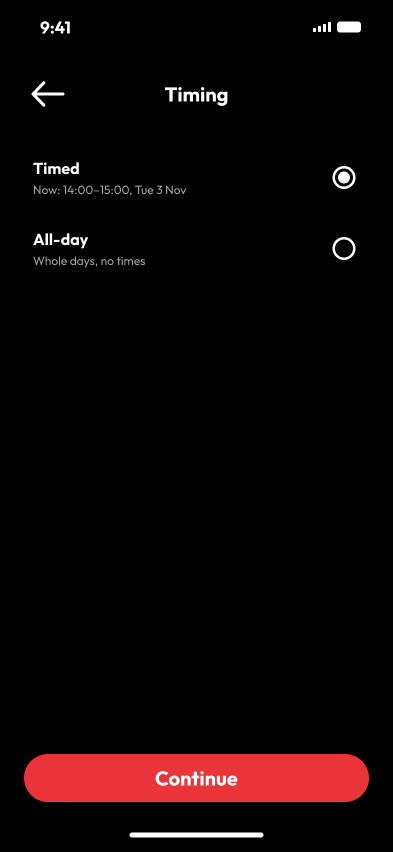 9:41
Timing
Timed
Now: 14:00–15:00, Tue 3 Nov
All-day
Whole days, no times
Continue